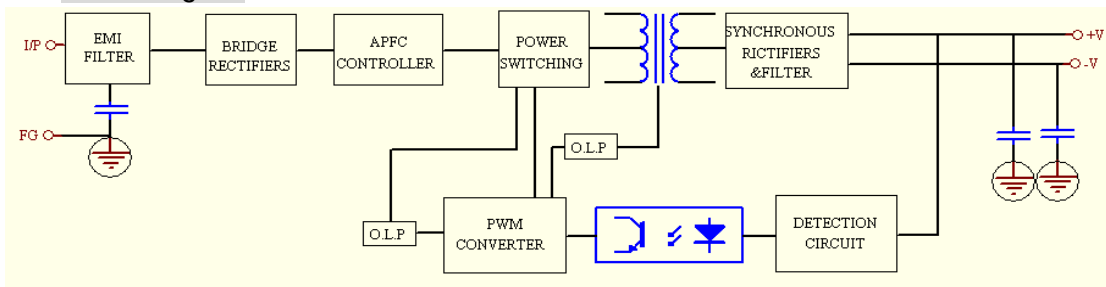 I/P
EMI
FILTER
BRIDGE
RECTIFIERS
APFC
CONTROLLER
POWER
SWITCHING
SYNCHRONOUS
RICTIFIERS
&FILTER
+V
-V
FG
O.L.P
O.L.P
PWM
CONVERTER
DETECTION
CIRCUIT